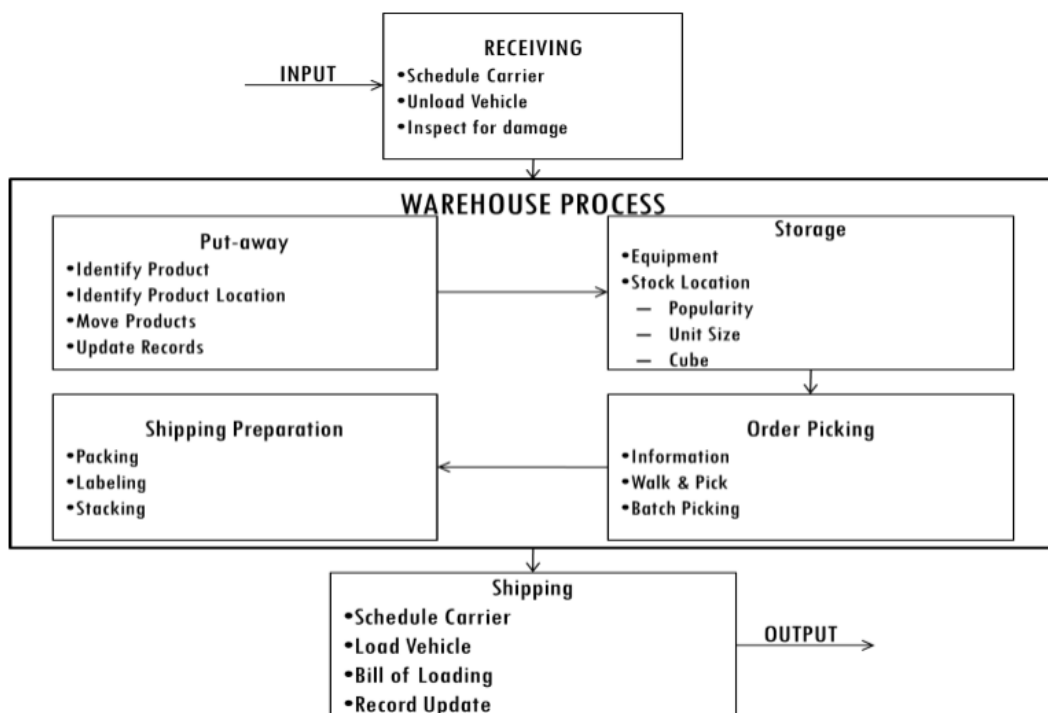 RECEIVING
INPUT
•Schedule Carrier
•Unload Vehicle
•Inspect for damage
WAREHOUSE PROCESS
Put-away
•Identify Product
•Identify Product Location
•Move Products
•Update Records
Storage
•Equipment
•Stock Location
— Popularity
— Unit Size
— Cube
Order Picking
•Information
•Walk & Pick
•Batch Picking
Shipping Preparation
•Packing
•Labeling
•Stacking
Shipping
•Schedule Carrier
•Load Vehicle
•Bill of Loading
•Record Update
OUTPUT